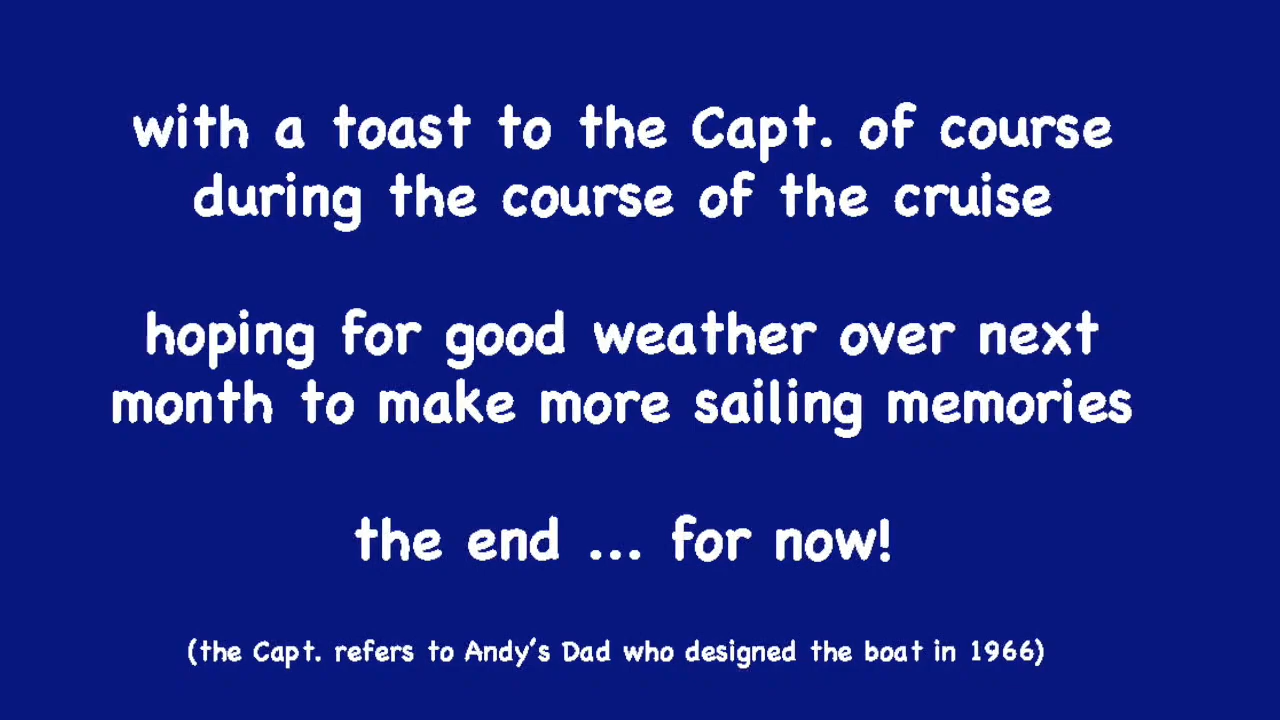 with a toast to the Capt. of course
during the course of the cruise
hoping for good weather over next
month to make more sailing memories
the end ... for now!
(the Capt. refers to Andy's Dad who designed the boat in 1966)